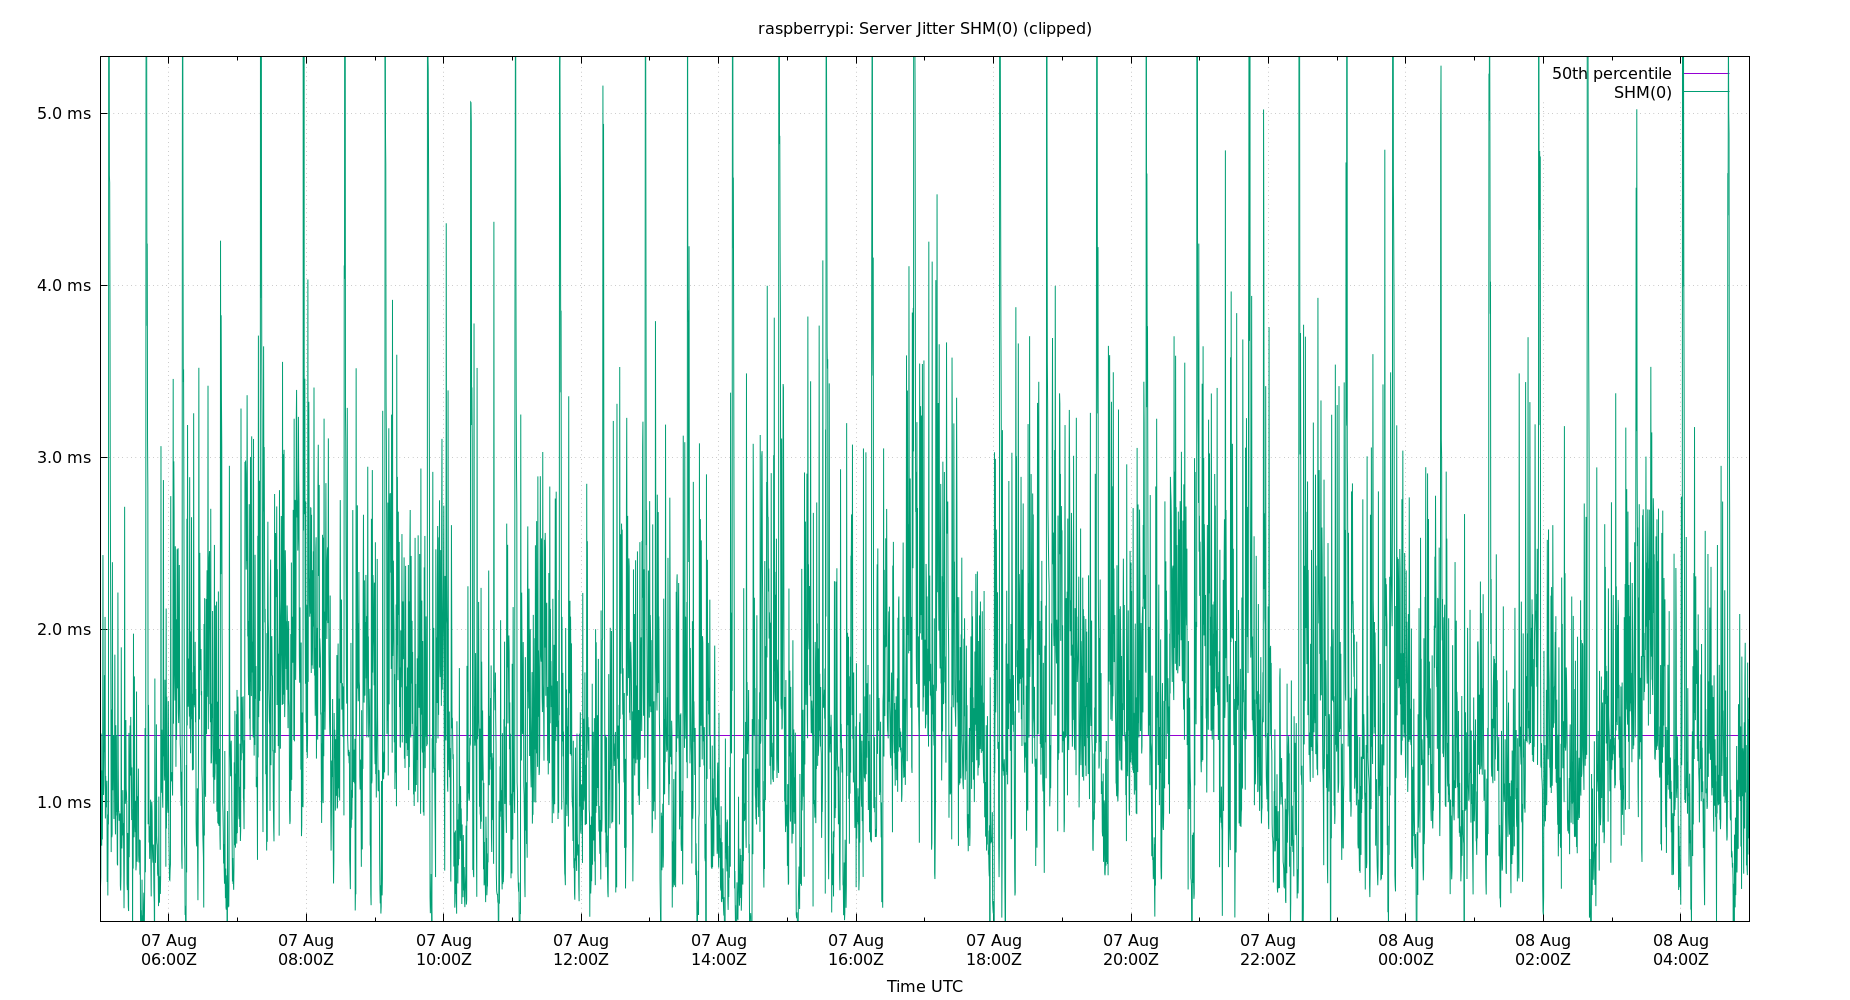 raspberrypi: Server Jitter SHM(0) (clipped)
50th percentile
SHM(0)
5.0 ms
4.0 ms
3.0 ms
2.0 ms
1.0 ms
07 Aug 07 Aug 07 Aug 07 Aug 07 Aug 07 Aug 07 Aug 07 Aug 07 Aug 08 Aug 08 Aug 08 Aug
06:00Z 08:00Z 10:00Z 12:00Z 14:00Z 16:00Z 18:00Z 20:00Z 22:00Z 00:00Z 02:00Z 04:00Z
Time UTC